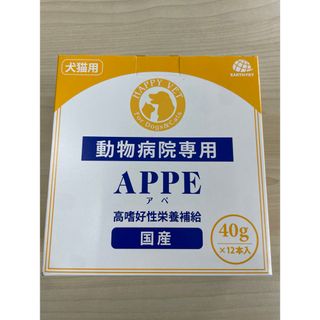 犬猫用
EARTH PET
HAPPY VET
For Dogs&Cats
動物病院専用
APPE
アペ
高嗜好性栄養補給
国産
40g
×12本入